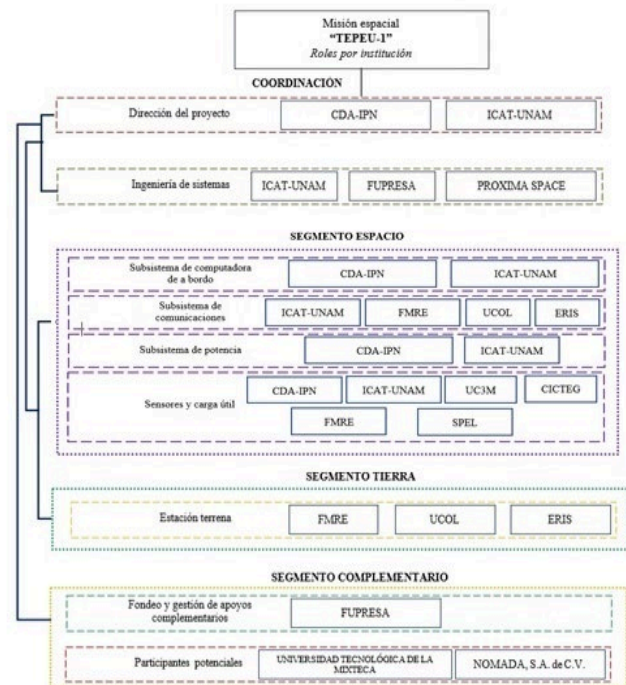 Misión espacial
"TEPEU-1"
Roles por institución
COORDINACIÓN
Dirección del proyecto
CDA-IPN
ICAT-UNAM
Ingeniería de sistemas
ICAT-UNAM
FUPRESA
PROXIMA SPACE
SEGMENTO ESPACIO
Subsistema de computadora
de a bordo
CDA-IPN
ICAT-UNAM
Subsistema de
comunicaciones
ICAT-UNAM
FMRE
UCOL
ERIS
Subsistema de potencia
CDA-IPN
ICAT-UNAM
Sensores y carga útil
CDA-IPN
ICAT-UNAM
UC3M
CICTEG
FMRE
SPEL
SEGMENTO TIERRA
Estación terrena
FMRE
UCOL
ERIS
SEGMENTO COMPLEMENTARIO
Fondeo y gestión de apoyos
complementarios
FUPRESA
Participantes potenciales
UNIVERSIDAD TECNOLÓGICA DE LA
MIXTECA
NOMADA, S.A. de C.V.